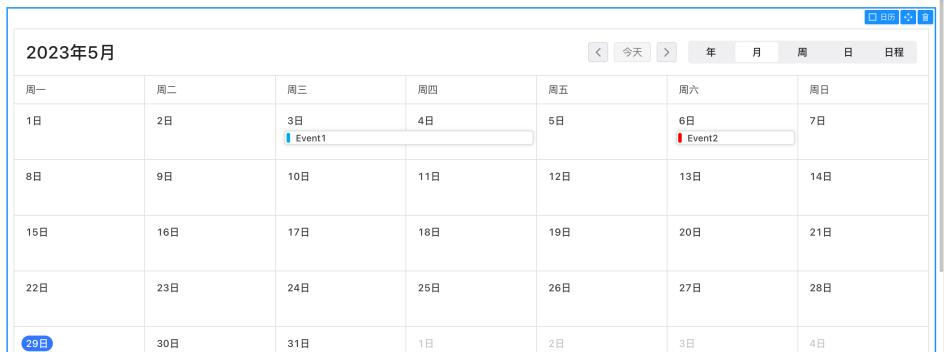 日历
2023年5月 今天 年 月 周 日 日程
周一 周二 周三 周四 周五 周六 周日
1日 2日 3日 4日 5日 6日 7日
Event1 Event2
8日 9日 10日 11日 12日 13日 14日
15日 16日 17日 18日 19日 20日 21日
22日 23日 24日 25日 26日 27日 28日
29日 30日 31日 1日 2日 3日 4日